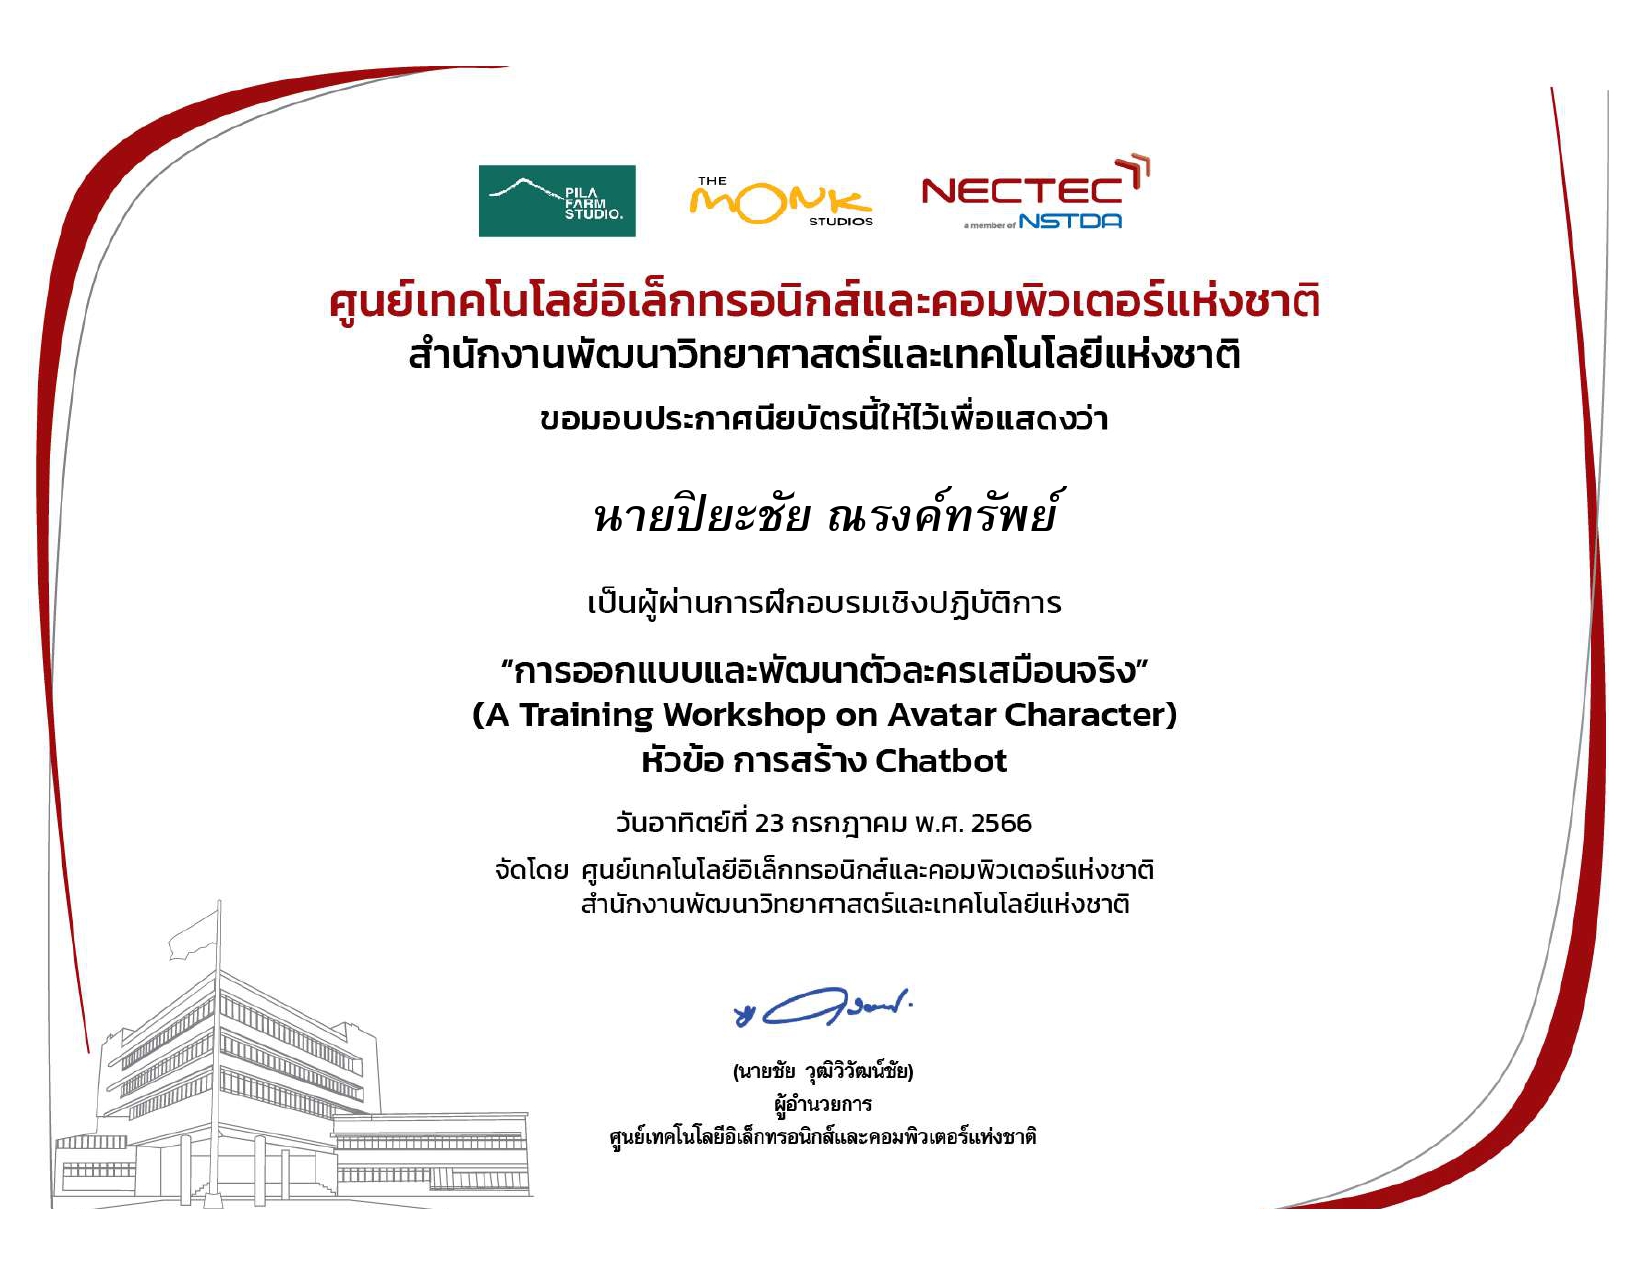 PILA
FARM
STUDIO.
THE
MONK
STUDIOS
NECTEC
a member of NSTDA
ศูนย์เทคโนโลยีอิเล็กทรอนิกส์และคอมพิวเตอร์แห่งชาติ
สำนักงานพัฒนาวิทยาศาสตร์และเทคโนโลยีแห่งชาติ
ขอมอบประกาศนียบัตรนี้ให้ไว้เพื่อแสดงว่า
นายปิยะชัย ณรงค์ทรัพย์
เป็นผู้ผ่านการฝึกอบรมเชิงปฏิบัติการ
“การออกแบบและพัฒนาตัวละครเสมือนจริง”
(A Training Workshop on Avatar Character)
หัวข้อ การสร้าง Chatbot
วันอาทิตย์ที่ 23 กรกฎาคม พ.ศ. 2566
จัดโดย ศูนย์เทคโนโลยีอิเล็กทรอนิกส์และคอมพิวเตอร์แห่งชาติ
สำนักงานพัฒนาวิทยาศาสตร์และเทคโนโลยีแห่งชาติ
(นายชัย วุฒิวิวัฒน์ชัย)
ผู้อำนวยการ
ศูนย์เทคโนโลยีอิเล็กทรอนิกส์และคอมพิวเตอร์แห่งชาติ